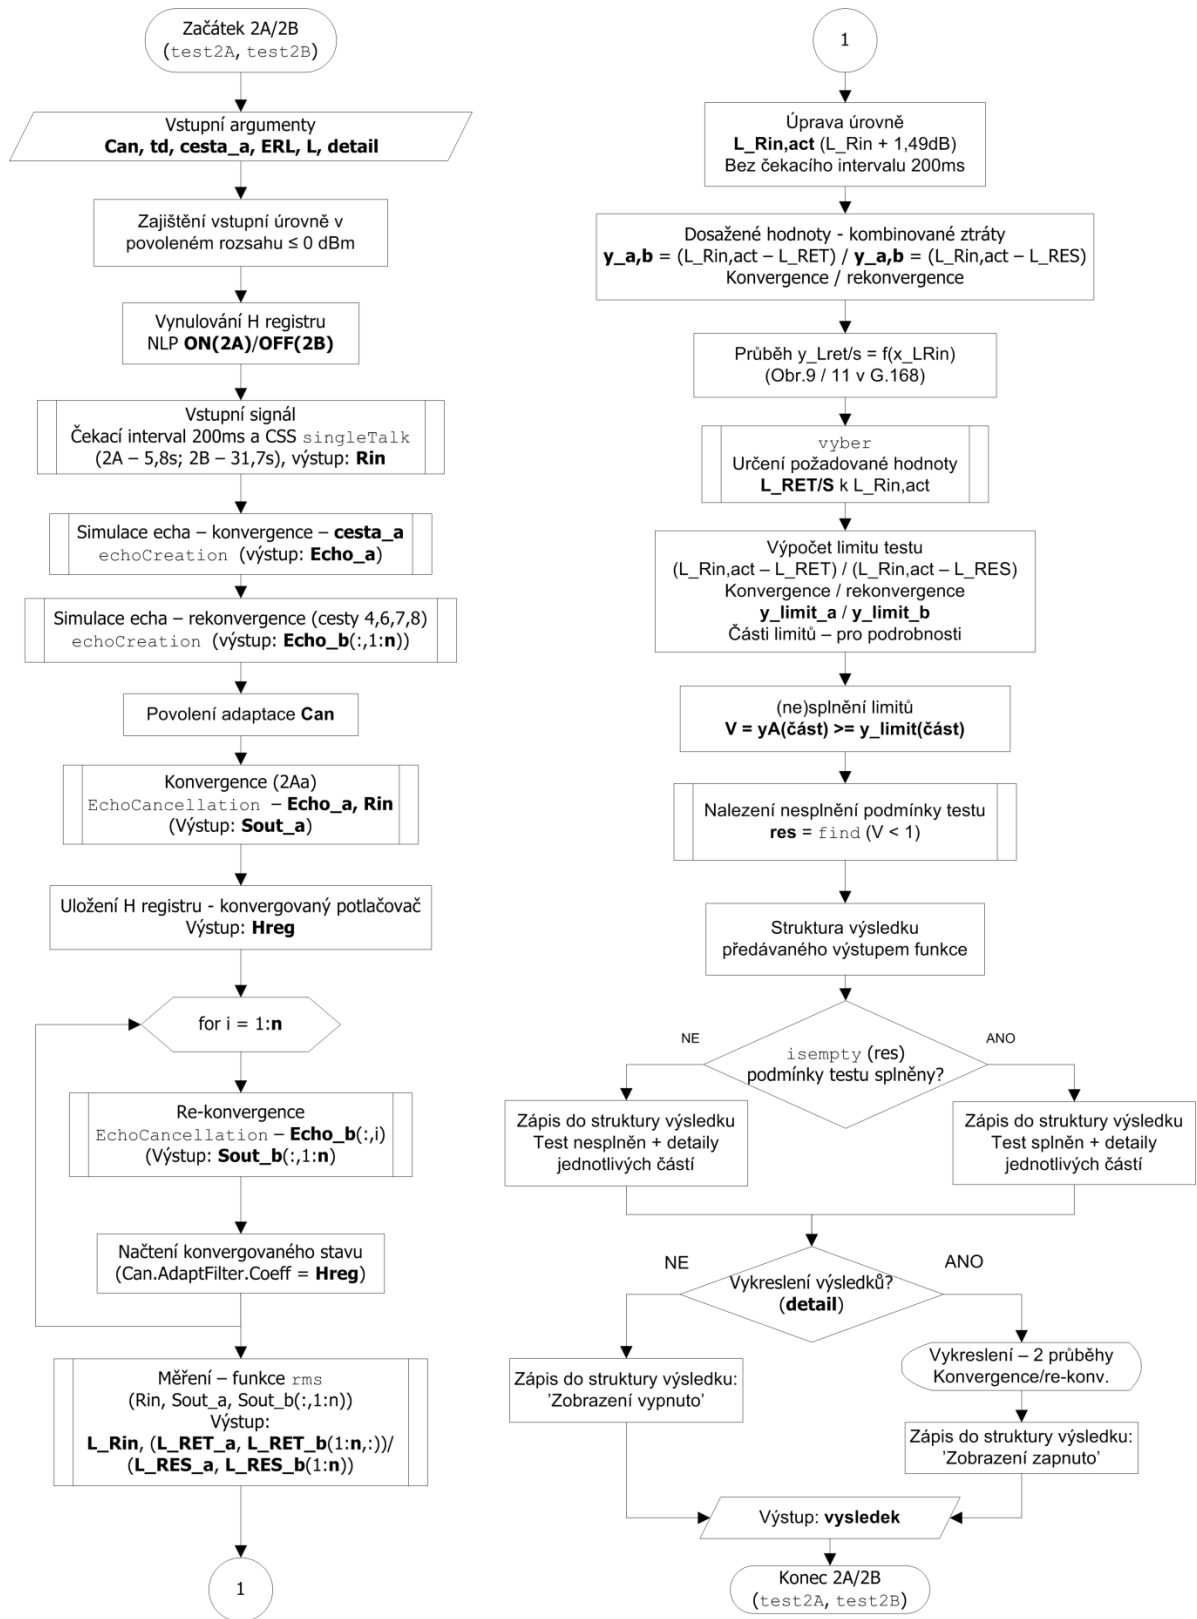 Začátek 2A/2B
(test2A, test2B)
Vstupní argumenty
Can, td, cesta_a, ERL, L, detail
Zajištění vstupní úrovně v
povoleném rozsahu ≤ 0 dBm
Vynulování H registru
NLP ON(2A)/OFF(2B)
Vstupní signál
Čekací interval 200ms a CSS singleTalk
(2A – 5,8s; 2B – 31,7s), výstup: Rin
Simulace echa – konvergence – cesta_a
echoCreation (výstup: Echo_a)
Simulace echa – rekonvergence (cesty 4,6,7,8)
echoCreation (výstup: Echo_b(:,1:n))
Povolení adaptace Can
Konvergence (2Aa)
EchoCancellation – Echo_a, Rin
(Výstup: Sout_a)
Uložení H registru - konvergovaný potlačovač
Výstup: Hreg
for i = 1:n
Re-konvergence
EchoCancellation – Echo_b(:,i)
(Výstup: Sout_b(:,1:n)
Načtení konvergovaného stavu
(Can.AdaptFilter.Coeff = Hreg)
Měření – funkce rms
(Rin, Sout_a, Sout_b(:,1:n))
Výstup:
L_Rin, (L_RET_a, L_RET_b(1:n,:))/
(L_RES_a, L_RES_b(1:n))
1
1
Úprava úrovně
L_Rin,act (L_Rin + 1,49dB)
Bez čekacího intervalu 200ms
Dosažené hodnoty - kombinované ztráty
y_a,b = (L_Rin,act – L_RET) / y_a,b = (L_Rin,act – L_RES)
Konvergence / rekonvergence
Průběh y_Lret/s = f(x_LRin)
(Obr.9 / 11 v G.168)
vyber
Určení požadované hodnoty
L_RET/S k L_Rin,act
Výpočet limitu testu
(L_Rin,act – L_RET) / (L_Rin,act – L_RES)
Konvergence / rekonvergence
y_limit_a / y_limit_b
Části limitů – pro podrobnosti
(ne)splnění limitů
V = yA(část) >= y_limit(část)
Nalezení nesplnění podmínky testu
res = find (V < 1)
Struktura výsledku
předávaného výstupem funkce
NE
ANO
isempty (res)
podmínky testu splněny?
Zápis do struktury výsledku
Test nesplněn + detaily
jednotlivých částí
Zápis do struktury výsledku
Test splněn + detaily
jednotlivých částí
NE
ANO
Vykreslení výsledků?
(detail)
Zápis do struktury výsledku:
’Zobrazení vypnuto’
Vykreslení – 2 průběhy
Konvergence/re-konv.
Zápis do struktury výsledku:
’Zobrazení zapnuto’
Výstup: vysledek
Konec 2A/2B
(test2A, test2B)